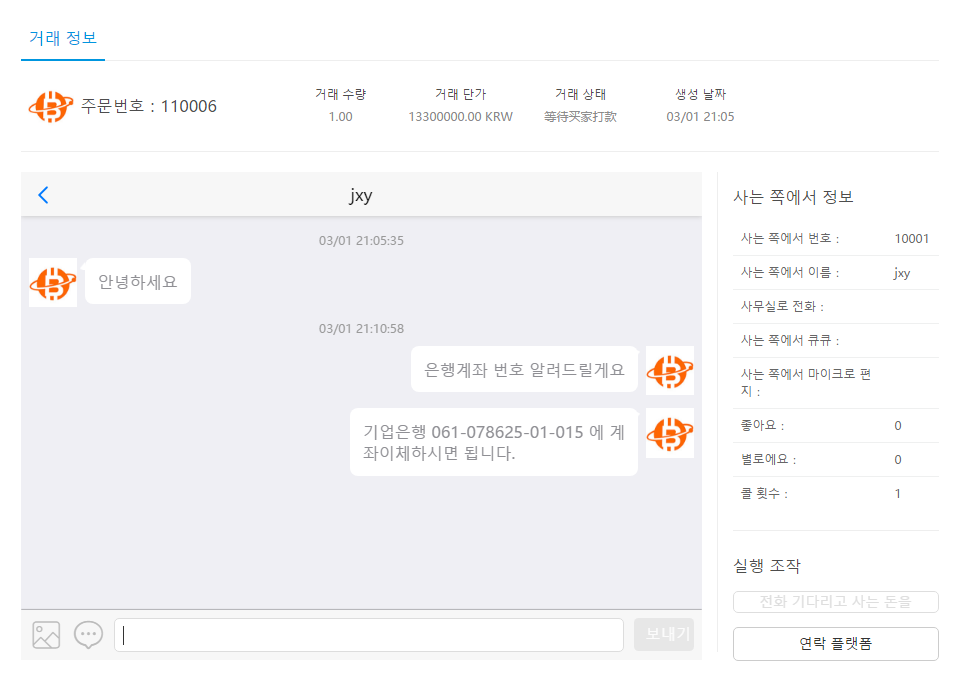 거래 정보
주문번호 : 110006
거래 수량
거래 단가
거래 상태
생성 날짜
1.00
13300000.00 KRW
等待买家打款
03/01 21:05
jxy
03/01 21:05:35
안녕하세요
03/01 21:10:58
은행계좌 번호 알려드릴게요
기업은행 061-078625-01-015 에 계
좌이체하시면 됩니다.
보내기
사는 쪽에서 정보
사는 쪽에서 번호 : 10001
사는 쪽에서 이름 : jxy
사무실로 전화 :
사는 쪽에서 큐큐 :
사는 쪽에서 마이크로 편
지 :
좋아요 : 0
별로에요 : 0
콜 횟수 : 1
실행 조작
전화 기다리고 사는 돈을
연락 플랫폼